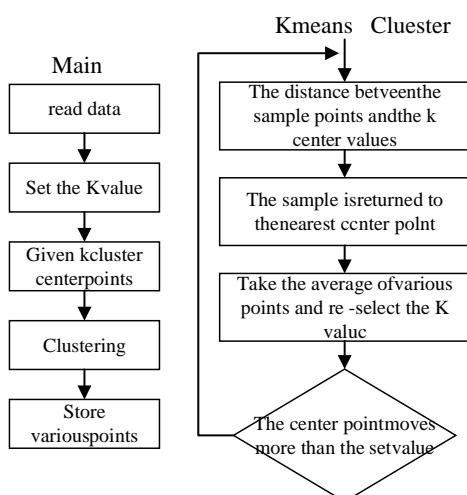 Main
read data
Set the Kvalue
Given kcluster
centerpoints
Clustering
Store
variouspoints
Kmeans Cluester
The distance betveenthe
sample points andthe k
center values
The sample isreturned to
thenearest ccnter polnt
Take the average ofvarious
points and re -select the K
valuc
The center pointmoves
more than the setvalue